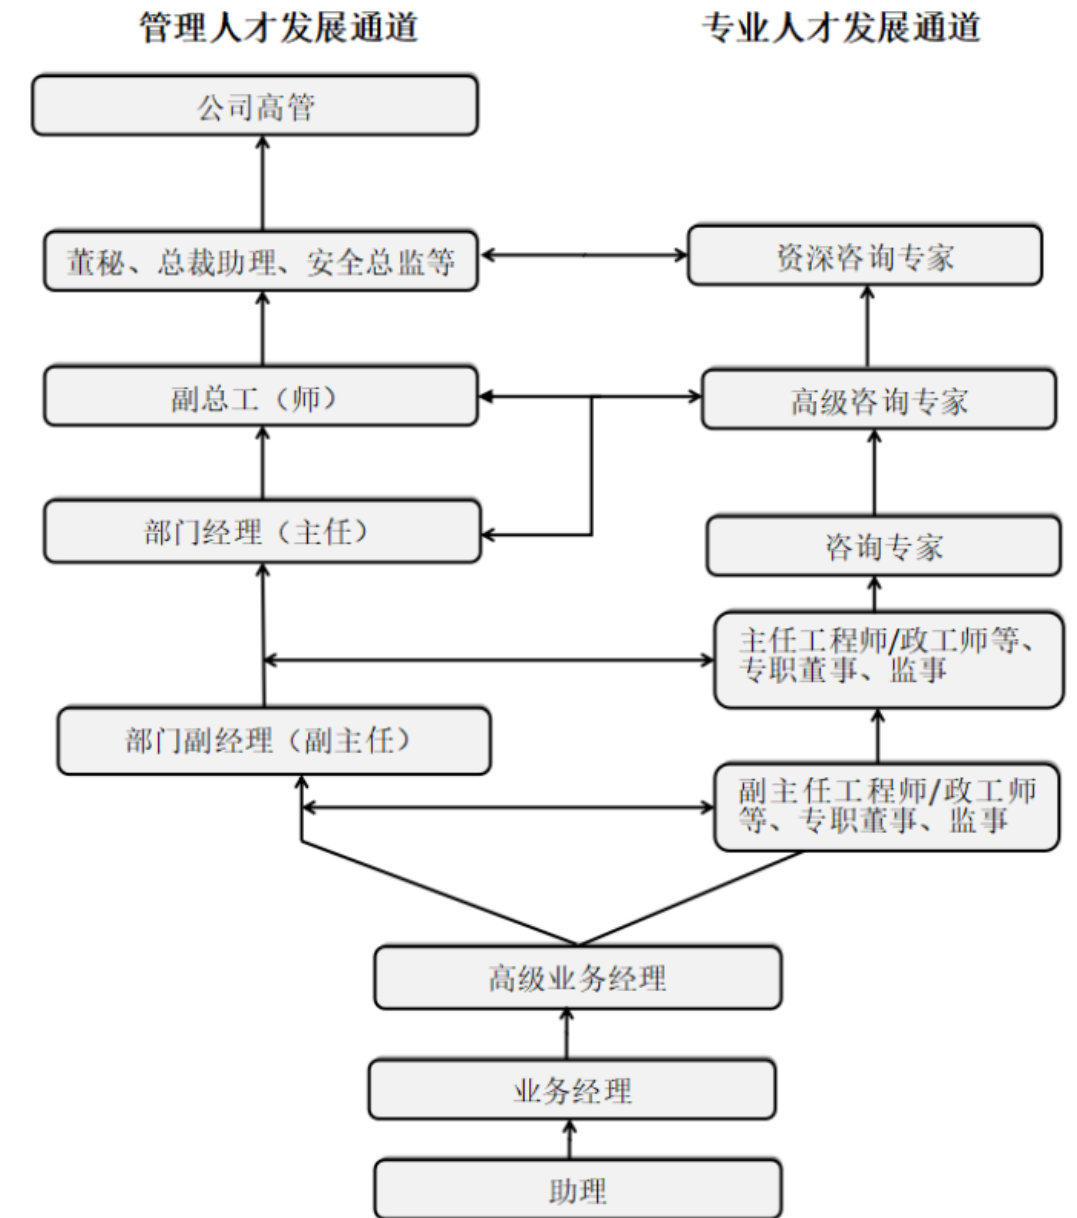 管理人才发展通道
专业人才发展通道
公司高管
董秘、总裁助理、安全总监等
资深咨询专家
副总工（师）
高级咨询专家
部门经理（主任）
咨询专家
主任工程师/政工师等、
专职董事、监事
部门副经理（副主任）
副主任工程师/政工师
等、专职董事、监事
高级业务经理
业务经理
助理